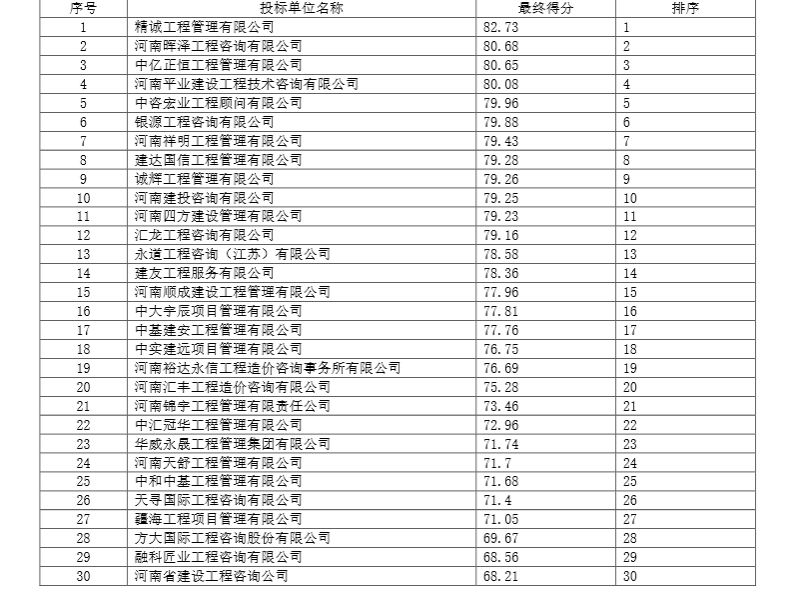 序号 投标单位名称 最终得分 排序
1 精诚工程管理有限公司 82.73 1
2 河南晖泽工程咨询有限公司 80.68 2
3 中亿正恒工程管理有限公司 80.65 3
4 河南平业建设工程技术咨询有限公司 80.08 4
5 中咨宏业工程顾问有限公司 79.96 5
6 银源工程咨询有限公司 79.88 6
7 河南祥明工程管理有限公司 79.43 7
8 建达国信工程管理有限公司 79.28 8
9 诚辉工程管理有限公司 79.26 9
10 河南建投咨询有限公司 79.25 10
11 河南四方建设管理有限公司 79.23 11
12 汇龙工程咨询有限公司 79.16 12
13 永道工程咨询（江苏）有限公司 78.58 13
14 建友工程服务有限公司 78.36 14
15 河南顺成建设工程管理有限公司 77.96 15
16 中大宇辰项目管理有限公司 77.81 16
17 中基建安工程管理有限公司 77.76 17
18 中实建远项目管理有限公司 76.75 18
19 河南裕达永信工程造价咨询事务所有限公司 76.69 19
20 河南汇丰工程造价咨询有限公司 75.28 20
21 河南锦宇工程管理有限责任公司 73.46 21
22 中汇冠华工程管理有限公司 72.96 22
23 华威永晟工程管理集团有限公司 71.74 23
24 河南天舒工程管理有限公司 71.7 24
25 中和中基工程管理有限公司 71.68 25
26 天寻国际工程咨询有限公司 71.4 26
27 疆海工程项目管理有限公司 71.05 27
28 方大国际工程咨询股份有限公司 69.67 28
29 融科匠业工程咨询有限公司 68.56 29
30 河南省建设工程咨询公司 68.21 30